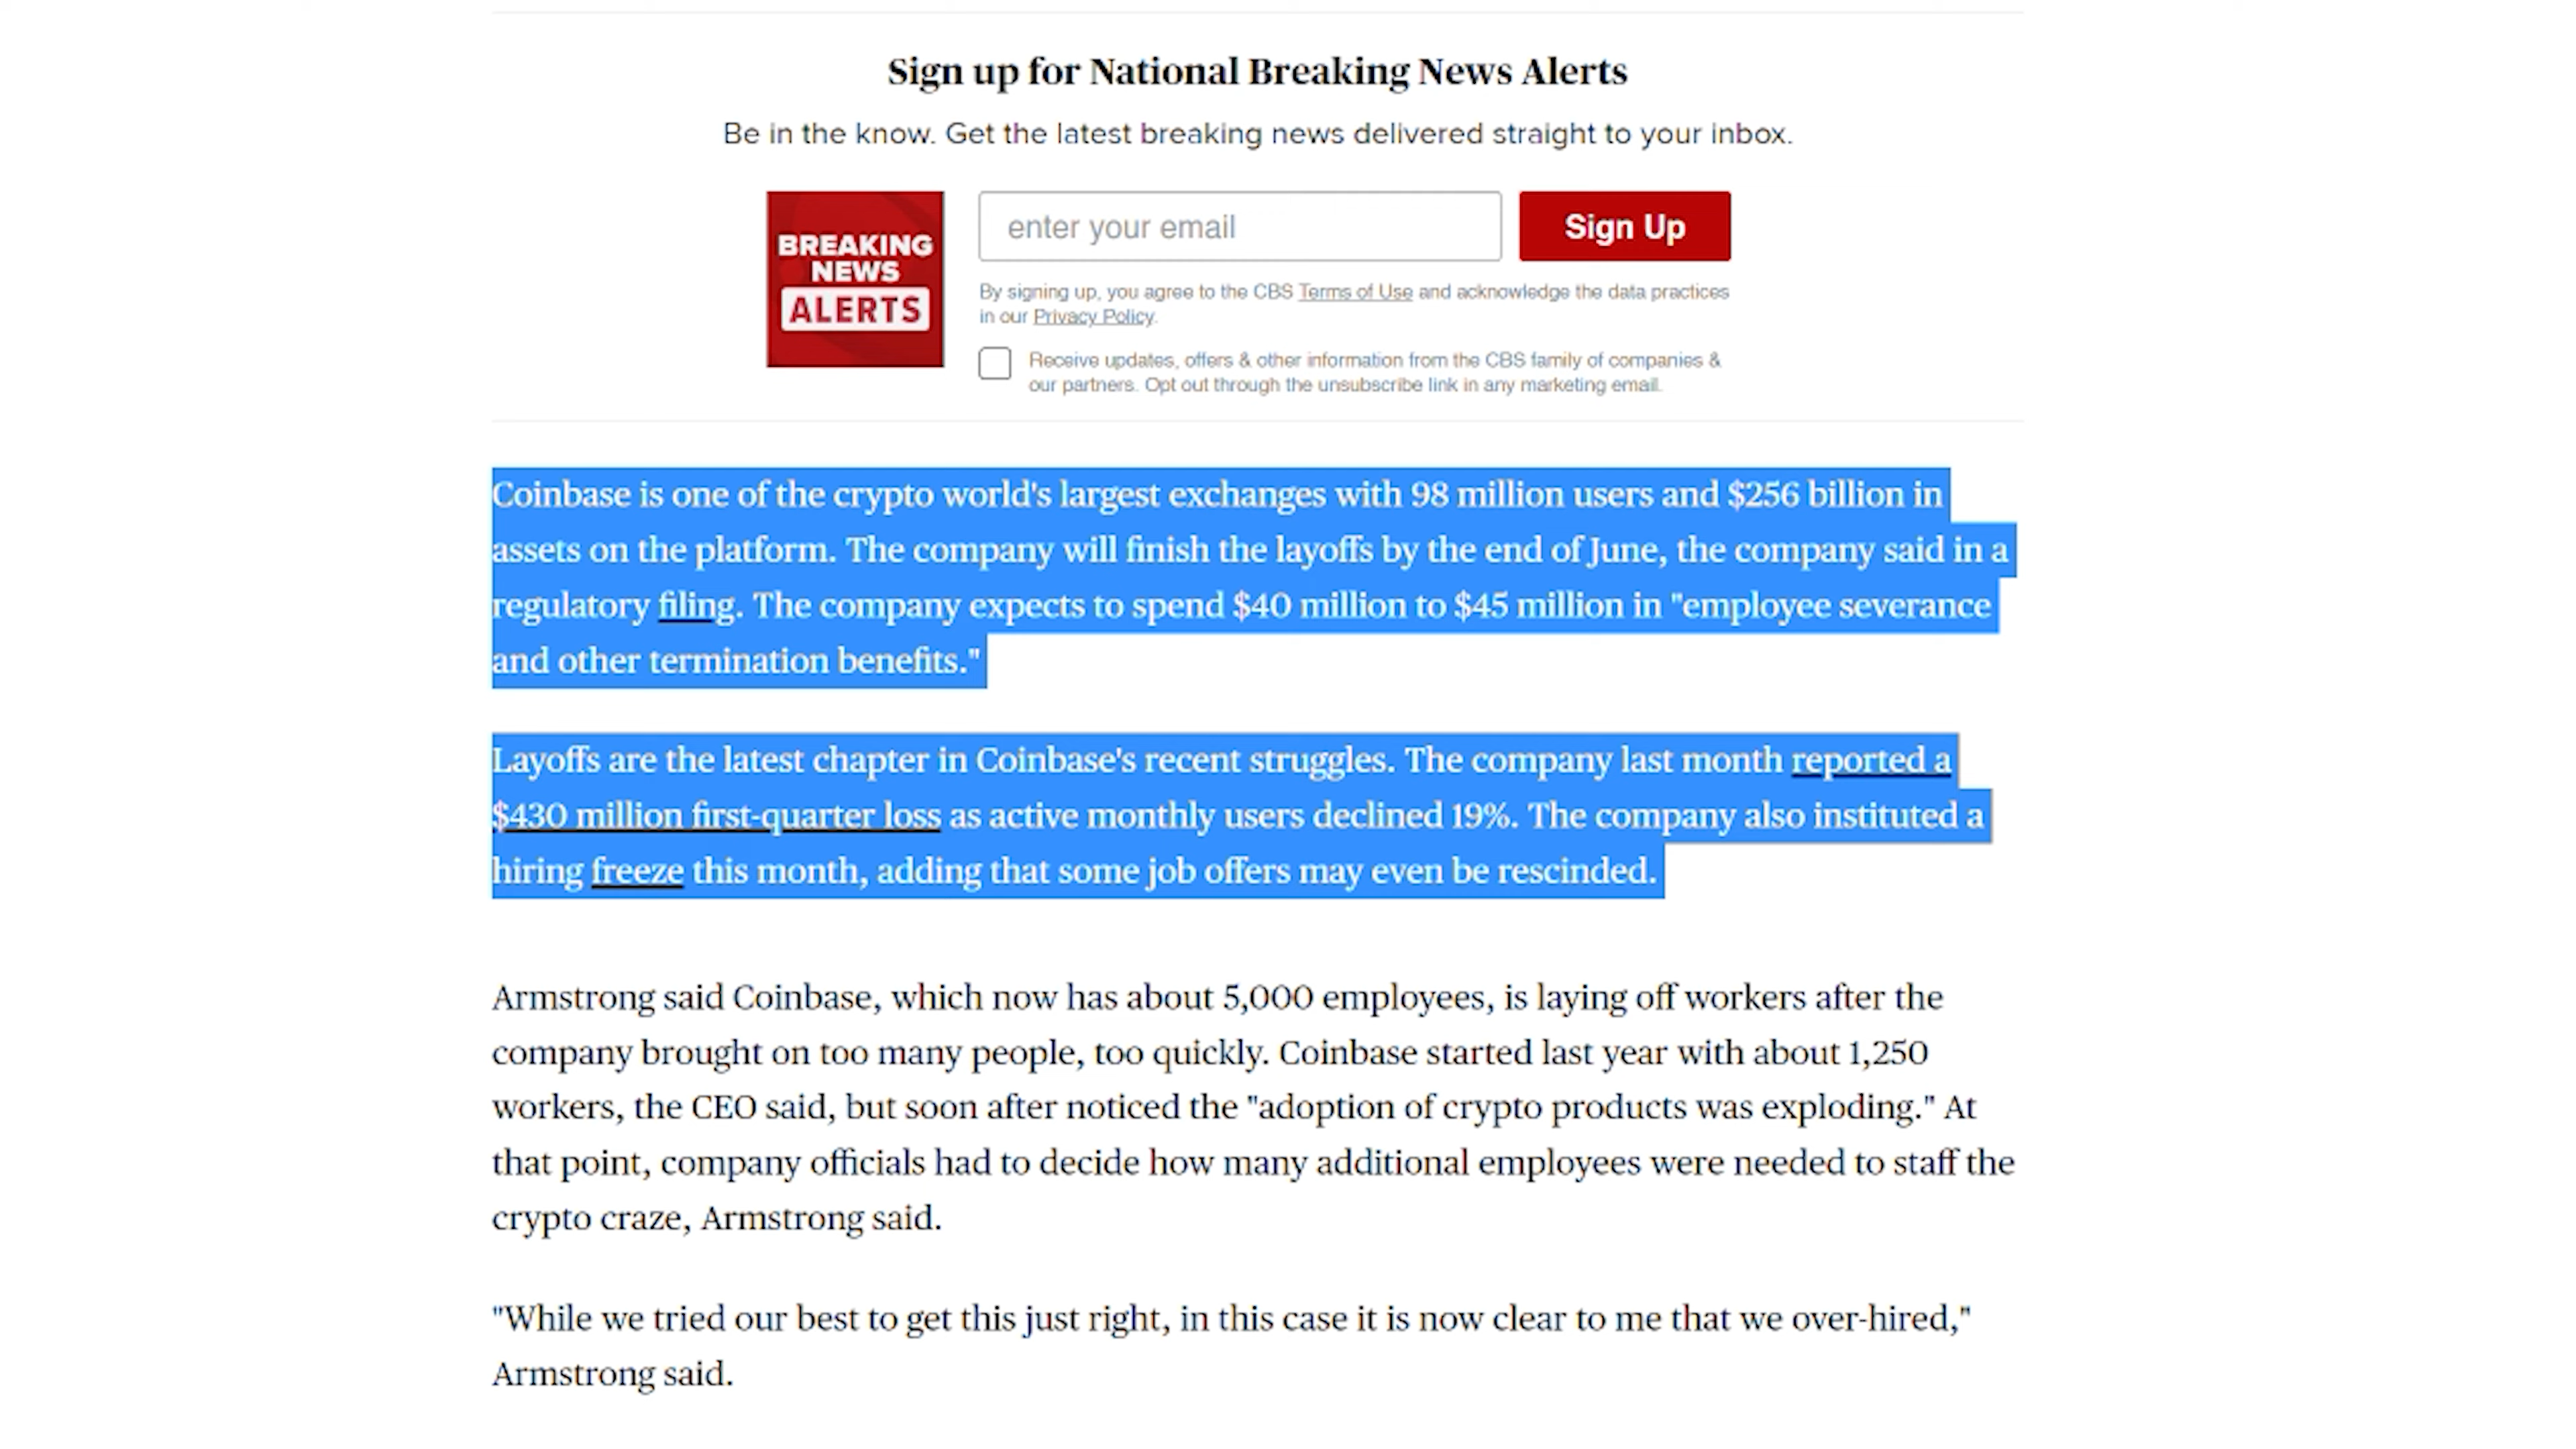 Sign up for National Breaking News Alerts
Be in the know. Get the latest breaking news delivered straight to your inbox.
BREAKING
NEWS
ALERTS
enter your email
Sign Up
By signing up, you agree to the CBS Terms of Use and acknowledge the data practices
in our Privacy Policy.
Receive updates, offers & other information from the CBS family of companies &
our partners. Opt out through the unsubscribe link in any marketing email.
Coinbase is one of the crypto world's largest exchanges with 98 million users and $256 billion in
assets on the platform. The company will finish the layoffs by the end of June, the company said in a
regulatory filing. The company expects to spend $40 million to $45 million in "employee severance
and other termination benefits."
Layoffs are the latest chapter in Coinbase's recent struggles. The company last month reported a
$430 million first-quarter loss as active monthly users declined 19%. The company also instituted a
hiring freeze this month, adding that some job offers may even be rescinded.
Armstrong said Coinbase, which now has about 5,000 employees, is laying off workers after the
company brought on too many people, too quickly. Coinbase started last year with about 1,250
workers, the CEO said, but soon after noticed the "adoption of crypto products was exploding." At
that point, company officials had to decide how many additional employees were needed to staff the
crypto craze, Armstrong said.
"While we tried our best to get this just right, in this case it is now clear to me that we over-hired,"
Armstrong said.